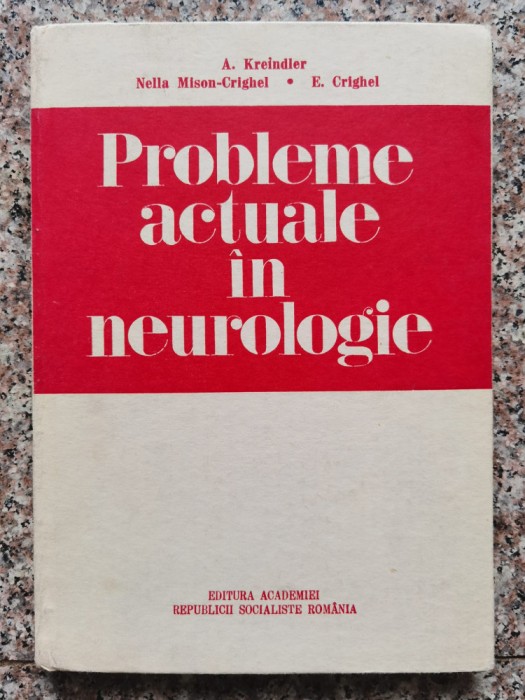 A. Kreindler
Nella Mison-Crighel • E. Crighel
Probleme
actuale
în
neurologie
EDITURA ACADEMIEI
REPUBLICII SOCIALISTE ROMÂNIA